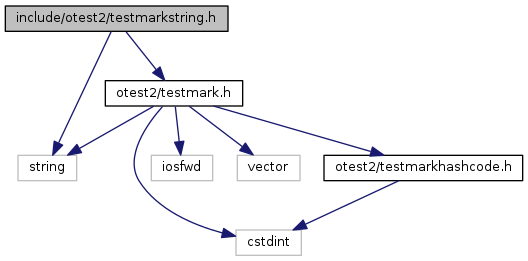 include/otest2/testmarkstring.h
otest2/testmark.h
string
iosfwd
vector
otest2/testmarkhashcode.h
cstdint